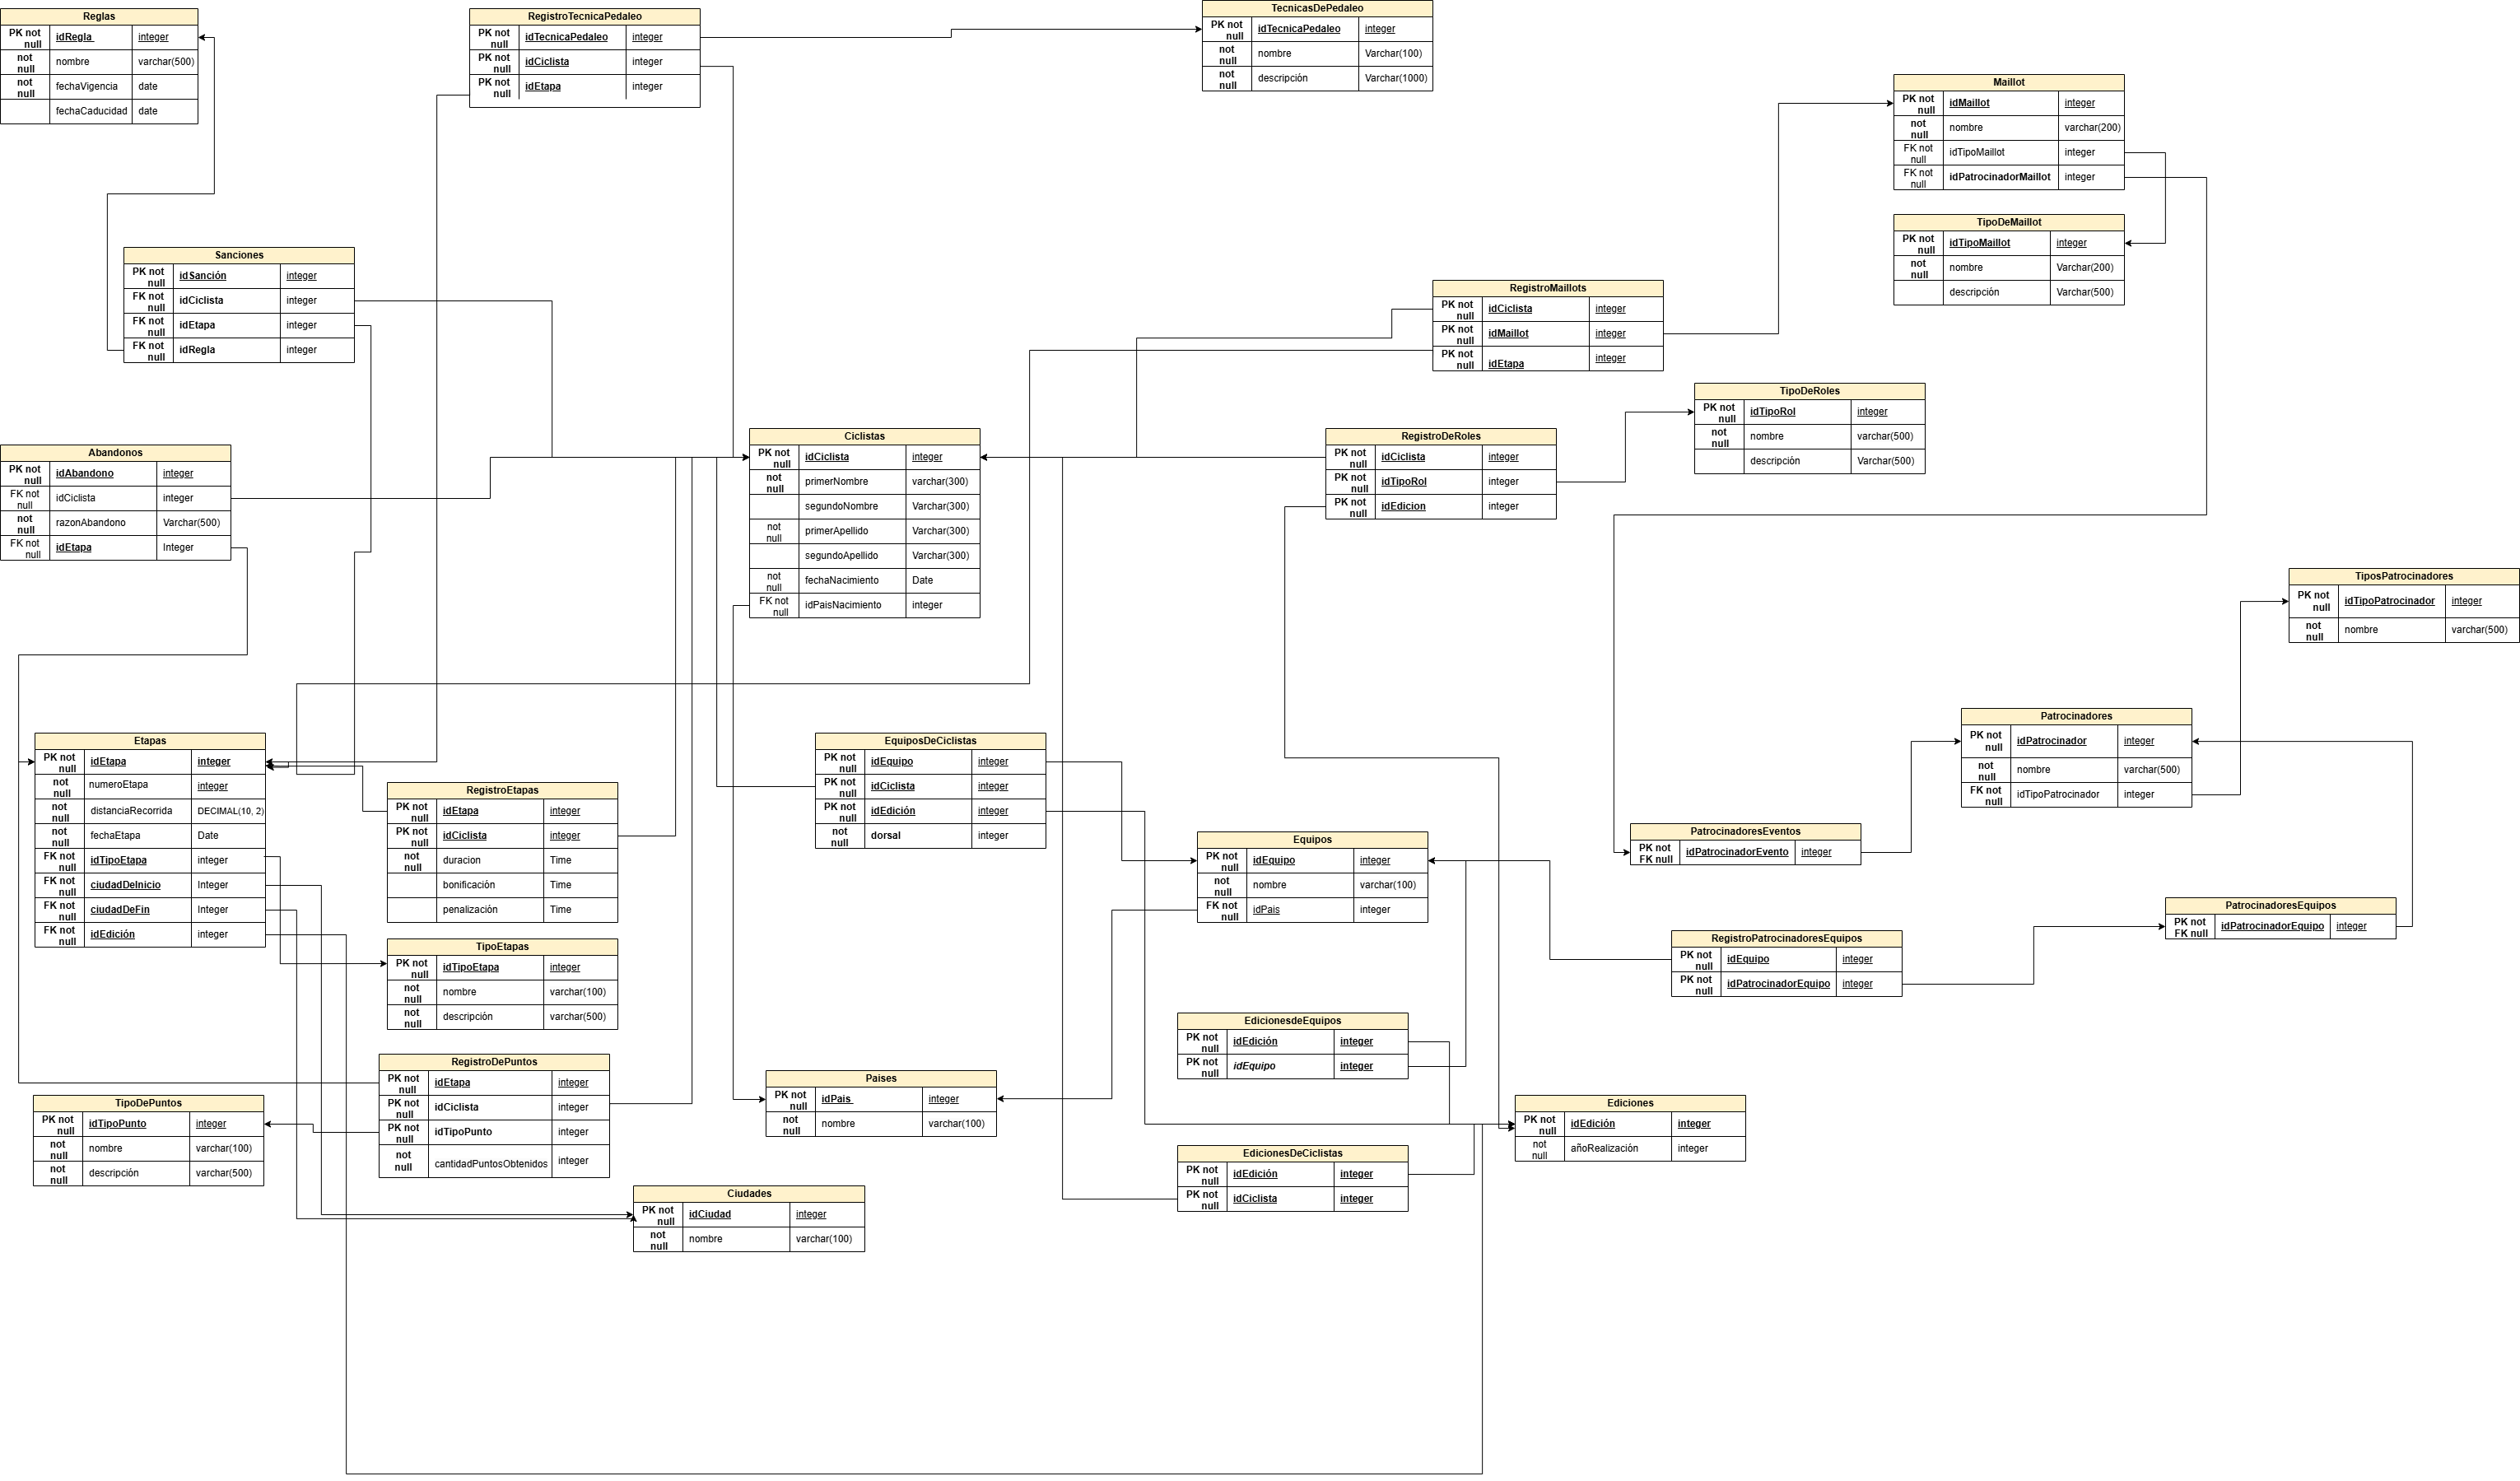 Reglas
PK not null idRegla integer
not null nombre varchar(500)
not null fechaVigencia date
fechaCaducidad date
RegistroTecnicaPedaleo
PK not null idTecnicaPedaleo integer
PK not null idCiclista integer
PK not null idEtapa integer
TecnicasDePedaleo
PK not null idTecnicaPedaleo integer
not null nombre Varchar(100)
not null descripción Varchar(1000)
Maillot
PK not null idMaillot integer
not null nombre varchar(200)
FK not null idTipoMaillot integer
FK not null idPatrocinadorMaillot integer
TipoDeMaillot
PK not null idTipoMaillot integer
not null nombre Varchar(200)
descripción Varchar(500)
Sanciones
PK not null idSanción integer
FK not null idCiclista integer
FK not null idEtapa integer
FK not null idRegla integer
RegistroMaillots
PK not null idCiclista integer
PK not null idMaillot integer
PK not null idEtapa integer
TipoDeRoles
PK not null idTipoRol integer
not null nombre varchar(500)
descripción Varchar(500)
Abandonos
PK not null idAbandono integer
FK not null idCiclista integer
not null razonAbandono Varchar(500)
FK not null idEtapa Integer
Ciclistas
PK not null idCiclista integer
not null primerNombre varchar(300)
segundoNombre Varchar(300)
not null primerApellido Varchar(300)
segundoApellido Varchar(300)
not null fechaNacimiento Date
FK not null idPaisNacimiento integer
RegistroDeRoles
PK not null idCiclista integer
PK not null idTipoRol integer
PK not null idEdicion integer
TiposPatrocinadores
PK not null idTipoPatrocinador integer
not null nombre varchar(500)
Patrocinadores
PK not null idPatrocinador integer
not null nombre varchar(500)
FK not null idTipoPatrocinador integer
Etapas
PK not null idEtapa integer
not null numeroEtapa integer
not null distanciaRecorrida DECIMAL(10, 2)
not null fechaEtapa Date
FK not null idTipoEtapa integer
FK not null ciudadDeInicio Integer
FK not null ciudadDeFin Integer
FK not null idEdición integer
RegistroEtapas
PK not null idEtapa integer
PK not null idCiclista integer
not null duracion Time
bonificación Time
penalización Time
EquiposDeCiclistas
PK not null idEquipo integer
PK not null idCiclista integer
PK not null idEdición integer
not null dorsal integer
Equipos
PK not null idEquipo integer
not null nombre varchar(100)
FK not null idPais integer
PatrocinadoresEventos
PK not FK null idPatrocinadorEvento integer
PatrocinadoresEquipos
PK not FK null idPatrocinadorEquipo integer
RegistroPatrocinadoresEquipos
PK not null idEquipo integer
PK not null idPatrocinadorEquipo integer
TipoEtapas
PK not null idTipoEtapa integer
not null nombre varchar(100)
not null descripción varchar(500)
EdicionesdeEquipos
PK not null idEdición integer
PK not null idEquipo integer
RegistroDePuntos
PK not null idEtapa integer
PK not null idCiclista integer
PK not null idTipoPunto integer
not null cantidadPuntosObtenidos integer
Paises
PK not null idPais integer
not null nombre varchar(100)
TipoDePuntos
PK not null idTipoPunto integer
not null nombre varchar(100)
not null descripción varchar(500)
Ediciones
PK not null idEdición integer
not null añoRealización integer
EdicionesDeCiclistas
PK not null idEdición integer
PK not null idCiclista integer
Ciudades
PK not null idCiudad integer
not null nombre varchar(100)